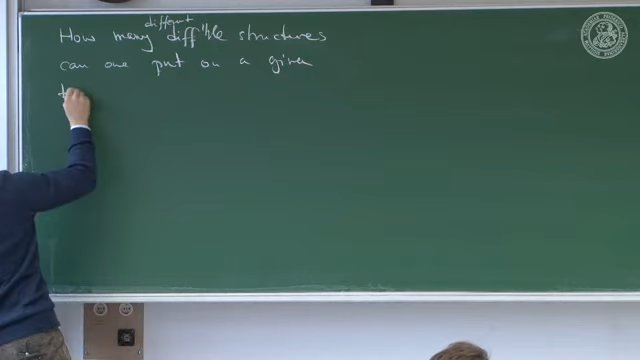 How many different diff'ble structures
can one put on a given
t